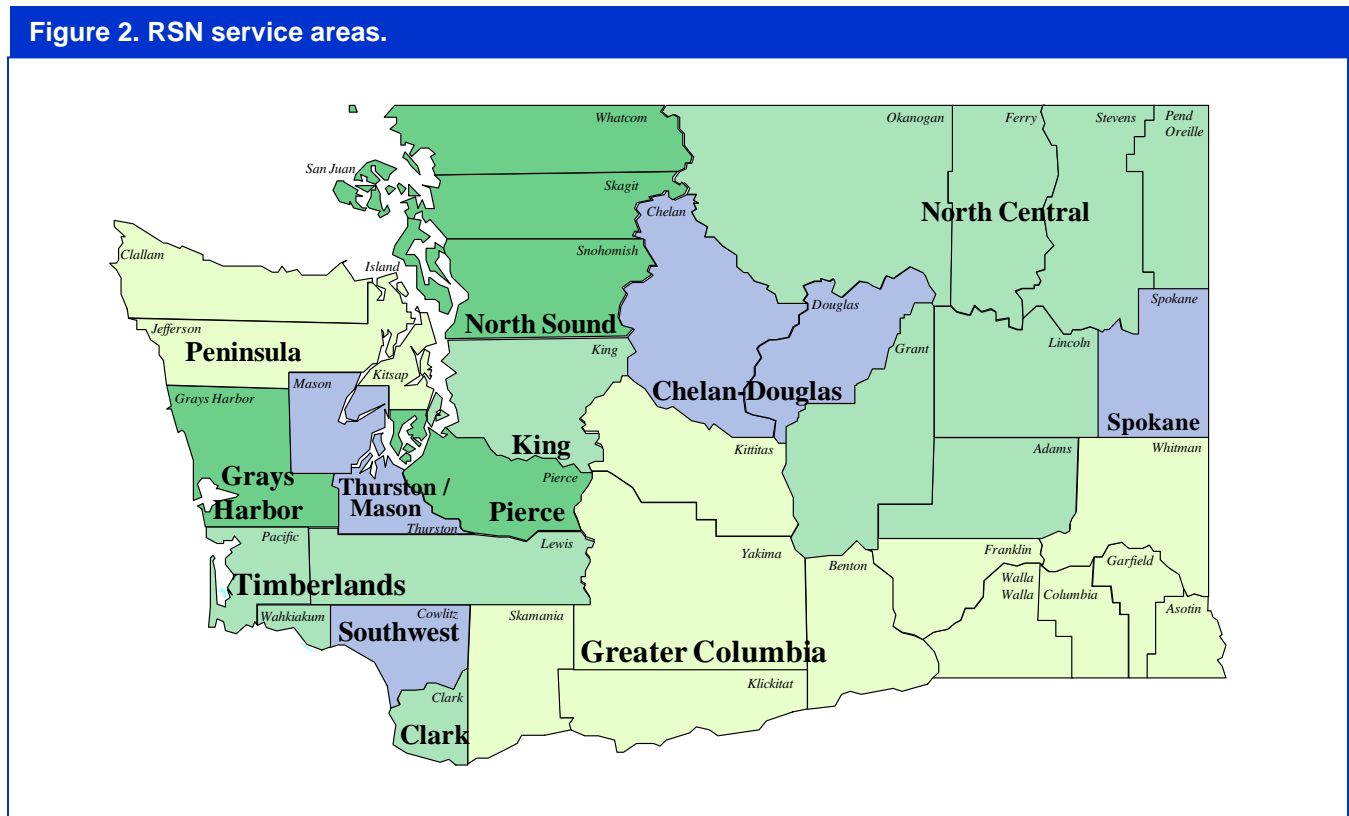 Figure 2. RSN service areas.
Whatcom
Okanogan
Ferry
Stevens
Pend
Oreille
San Juan
Skagit
Chelan
North Central
Snohomish
Clallam
Island
Spokane
Douglas
Jefferson
North Sound
Peninsula
King
Grant
Lincoln
Mason
Kitsap
Chelan-Douglas
Grays Harbor
Spokane
King
Kittitas
Adams
Whitman
Grays
Harbor
Thurston /
Mason
Pierce
Pierce
Thurston
Pacific
Lewis
Yakima
Benton
Franklin
Garfield
Timberlands
Walla
Walla
Columbia
Asotin
Wahkiakum
Cowlitz
Skamania
Southwest
Greater Columbia
Klickitat
Clark
Clark